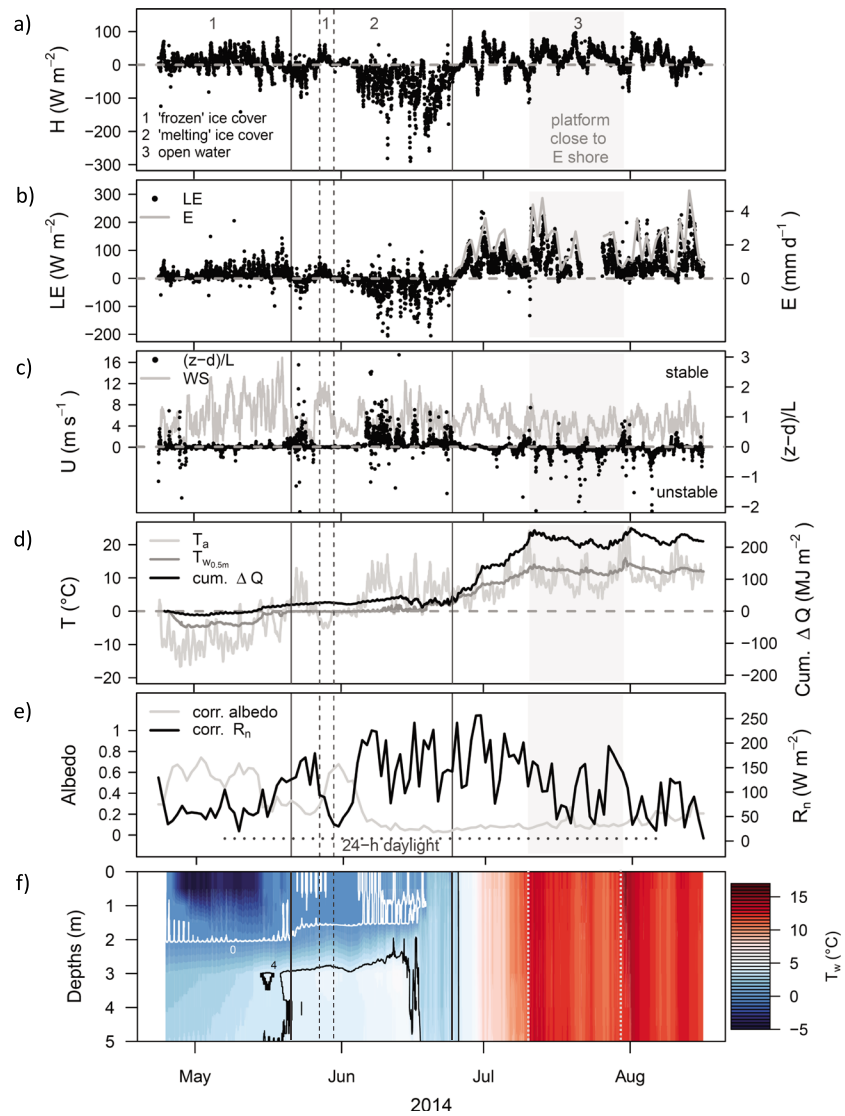 a)
1 1 2 3
H (W m−2)
100
0
−100
−200
−300
1 'frozen' ice cover
2 'melting' ice cover
3 open water
platform
close to
E shore
b)
LE (W m−2)
300
200
100
0
−100
−200
LE
E
4
2
0
E (mm d−1)
c)
U (m s−1)
16
12
8
4
0
(z−d)/L
WS
stable
unstable
3
2
1
0
−1
−2
(z−d)/L
d)
T (°C)
20
10
0
−10
−20
Ta
Tw0.5m
cum. Δ Q
200
100
0
−100
−200
Cum. Δ Q (MJ m−2)
e)
Albedo
1
0.8
0.6
0.4
0.2
0
corr. albedo
corr. Rn
24−h daylight
250
200
150
100
50
0
Rn (W m−2)
f)
Depths (m)
0
1
2
3
4
5
0
4
15
10
5
0
−5
Tw (°C)
May Jun Jul Aug
2014